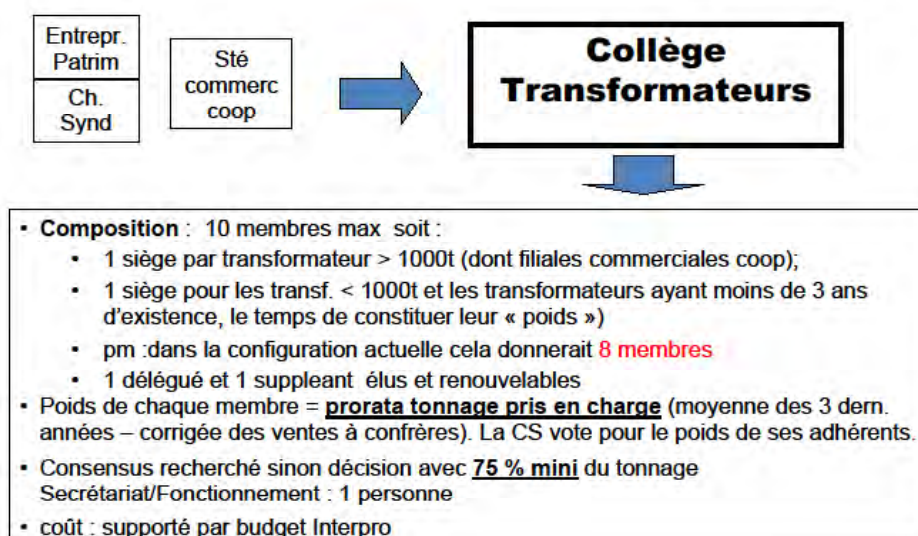 Entrepr.
Patrim
Ch.
Synd
Sté
commerc
coop
Collège
Transformateurs
• Composition : 10 membres max soit :
• 1 siège par transformateur > 1000t (dont filiales commerciales coop);
• 1 siège pour les transf. < 1000t et les transformateurs ayant moins de 3 ans
d'existence, le temps de constituer leur « poids »)
• pm :dans la configuration actuelle cela donnerait 8 membres
• 1 délégué et 1 suppleant élus et renouvelables
• Poids de chaque membre = prorata tonnage pris en charge (moyenne des 3 dern.
années – corrigée des ventes à confrères). La CS vote pour le poids de ses adhérents.
• Consensus recherché sinon décision avec 75 % mini du tonnage
Secrétariat/Fonctionnement : 1 personne
• coût : supporté par budget Interpro